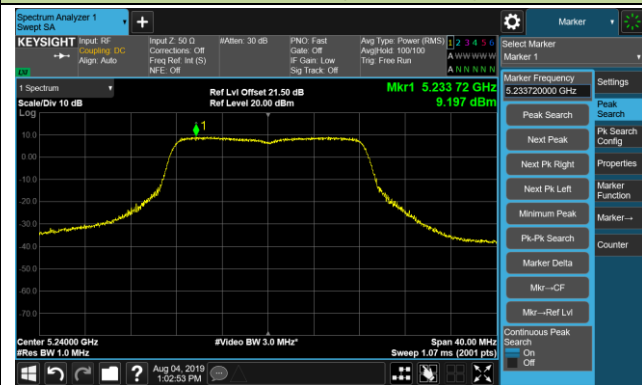 Spectrum Analyzer 1
Swept SA
Marker
KEYSIGHT
Input: RF
Coupling: DC
Align: Auto
Input Z: 50 Ω
Corrections: Off
Freq Ref: Int (S)
NFE: Off
#Atten: 30 dB
PNO: Fast
Gate: Off
IF Gain: Low
Sig Track: Off
Avg Type: Power (RMS)
Avg|Hold: 100/100
Trig: Free Run
1 2 3 4 5 6
A W W W W W
A N N N N N
LXI
Select Marker
Marker 1
1 Spectrum
Scale/Div 10 dB
Log
Ref Lvl Offset 21.50 dB
Ref Level 20.00 dBm
Mkr1 5.233 72 GHz
9.197 dBm
1
10.0
0.00
-10.0
-20.0
-30.0
-40.0
-50.0
-60.0
-70.0
Center 5.24000 GHz
#Res BW 1.0 MHz
#Video BW 3.0 MHz*
Span 40.00 MHz
Sweep 1.07 ms (2001 pts)
Marker Frequency
5.233720000 GHz
Peak Search
Next Peak
Next Pk Right
Next Pk Left
Minimum Peak
Pk-Pk Search
Marker Delta
Mkr→CF
Mkr→Ref Lvl
Continuous Peak
Search
On
Off
Settings
Peak
Search
Pk Search
Config
Properties
Marker
Function
Marker→
Counter
Aug 04, 2019
1:02:53 PM